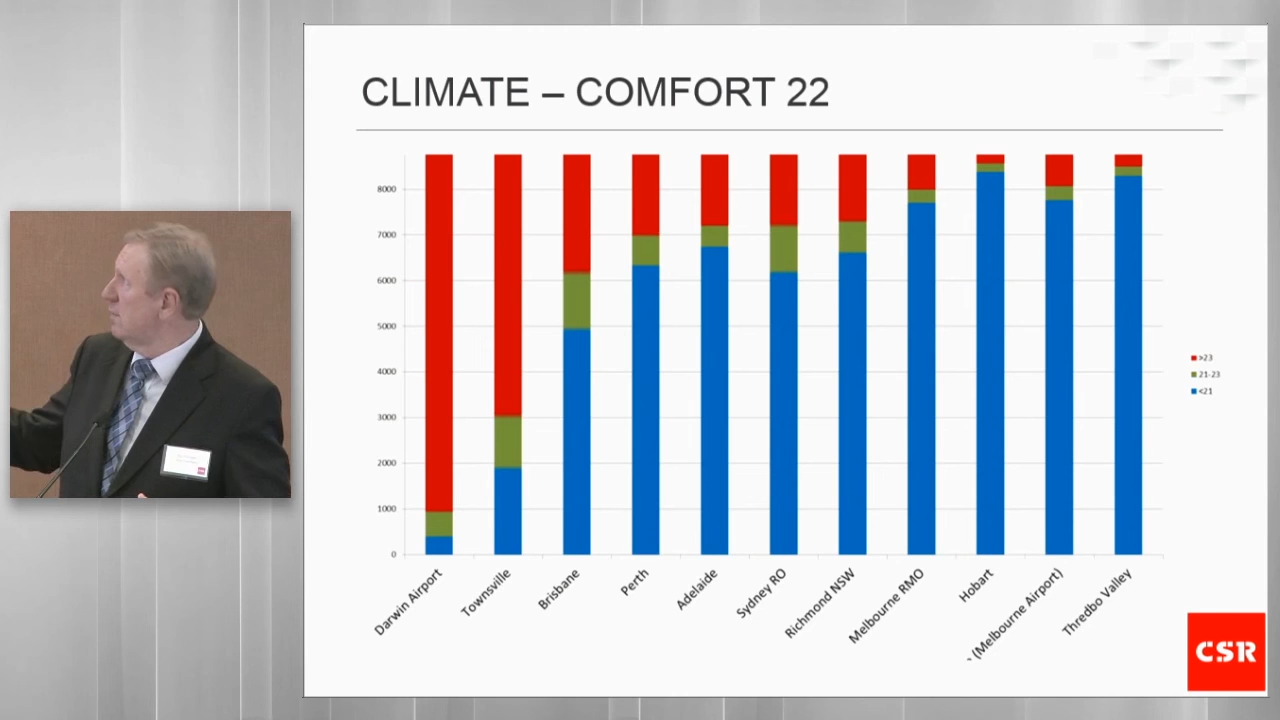 CLIMATE – COMFORT 22
8000
7000
6000
5000
4000
3000
2000
1000
0
>23
21-23
<21
Darwin Airport
Townsville
Brisbane
Perth
Adelaide
Sydney RO
Richmond NSW
Melbourne RMO
Hobart
(Melbourne Airport)
Thredbo Valley
CSR